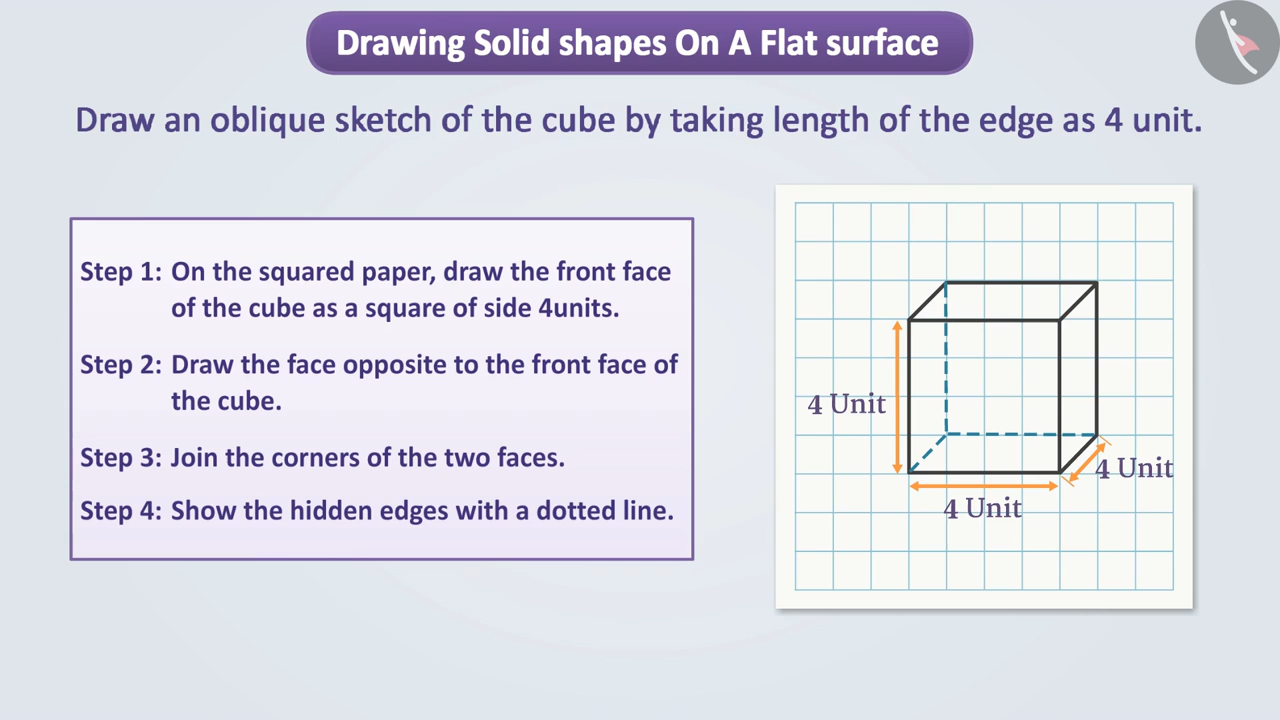 Drawing Solid shapes On A Flat surface
Draw an oblique sketch of the cube by taking length of the edge as 4 unit.
Step 1: On the squared paper, draw the front face
of the cube as a square of side 4units.
Step 2: Draw the face opposite to the front face of
the cube.
Step 3: Join the corners of the two faces.
Step 4: Show the hidden edges with a dotted line.
4 Unit
4 Unit
4 Unit